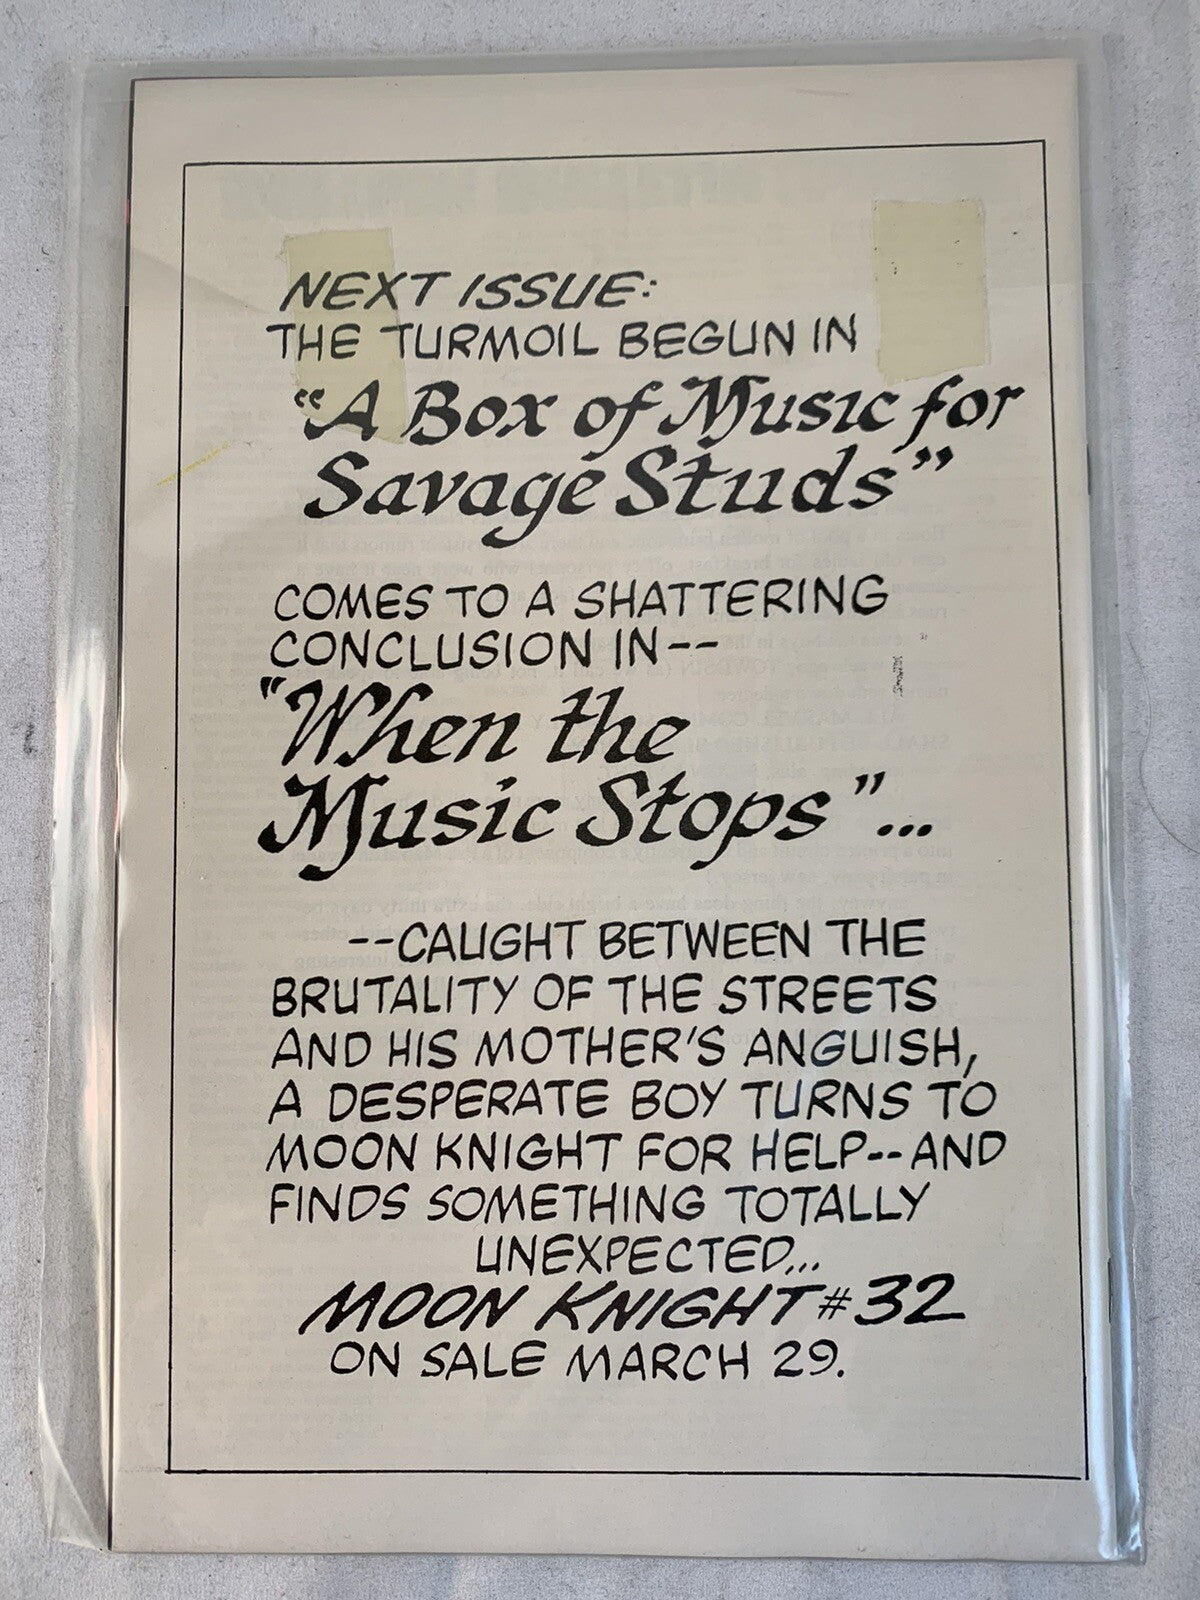 NEXT ISSUE:
THE TURMOIL BEGUN IN
"A Box of Music for
Savage Studs"
COMES TO A SHATTERING
CONCLUSION IN--
"When the
Music Stops"...
--CAUGHT BETWEEN THE
BRUTALITY OF THE STREETS
AND HIS MOTHER'S ANGUISH,
A DESPERATE BOY TURNS TO
MOON KNIGHT FOR HELP--AND
FINDS SOMETHING TOTALLY
UNEXPECTED...
MOON KNIGHT #32
ON SALE MARCH 29.